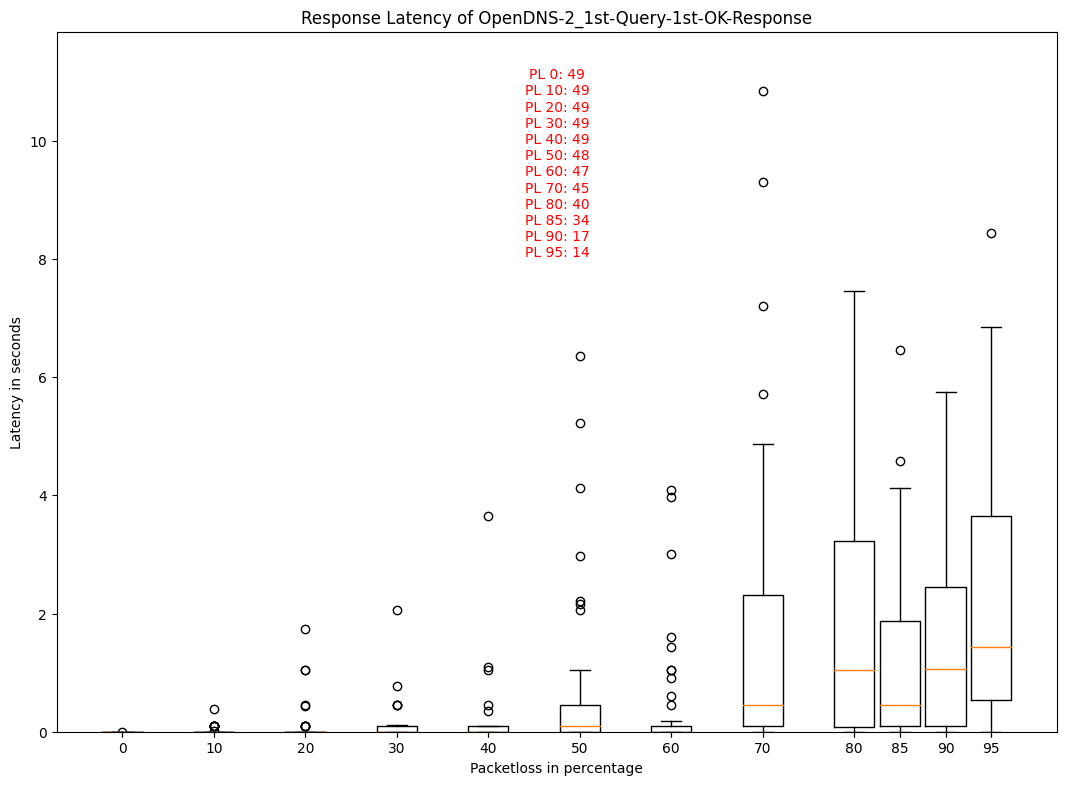 Response Latency of OpenDNS-2_1st-Query-1st-OK-Response
PL 0: 49
PL 10: 49
PL 20: 49
PL 30: 49
PL 40: 49
PL 50: 48
PL 60: 47
PL 70: 45
PL 80: 40
PL 85: 34
PL 90: 17
PL 95: 14
10
8
6
4
2
0
Latency in seconds
0 10 20 30 40 50 60 70 80 85 90 95
Packetloss in percentage